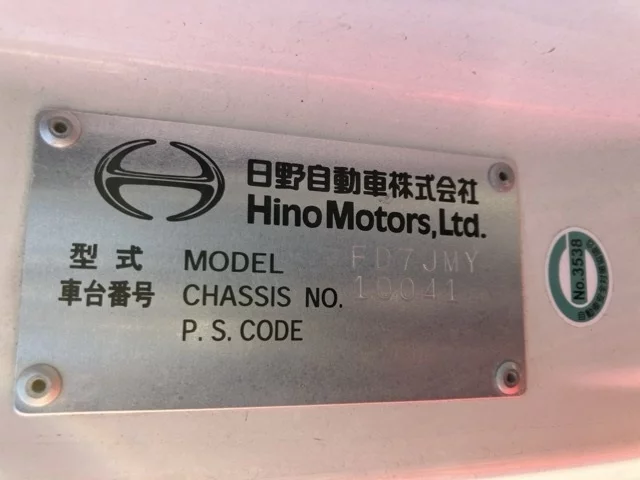 日野自動車株式会社
Hino Motors, Ltd.
型式 MODEL FD7JMY
車台番号 CHASSIS NO. 10041
P. S. CODE
No.3538